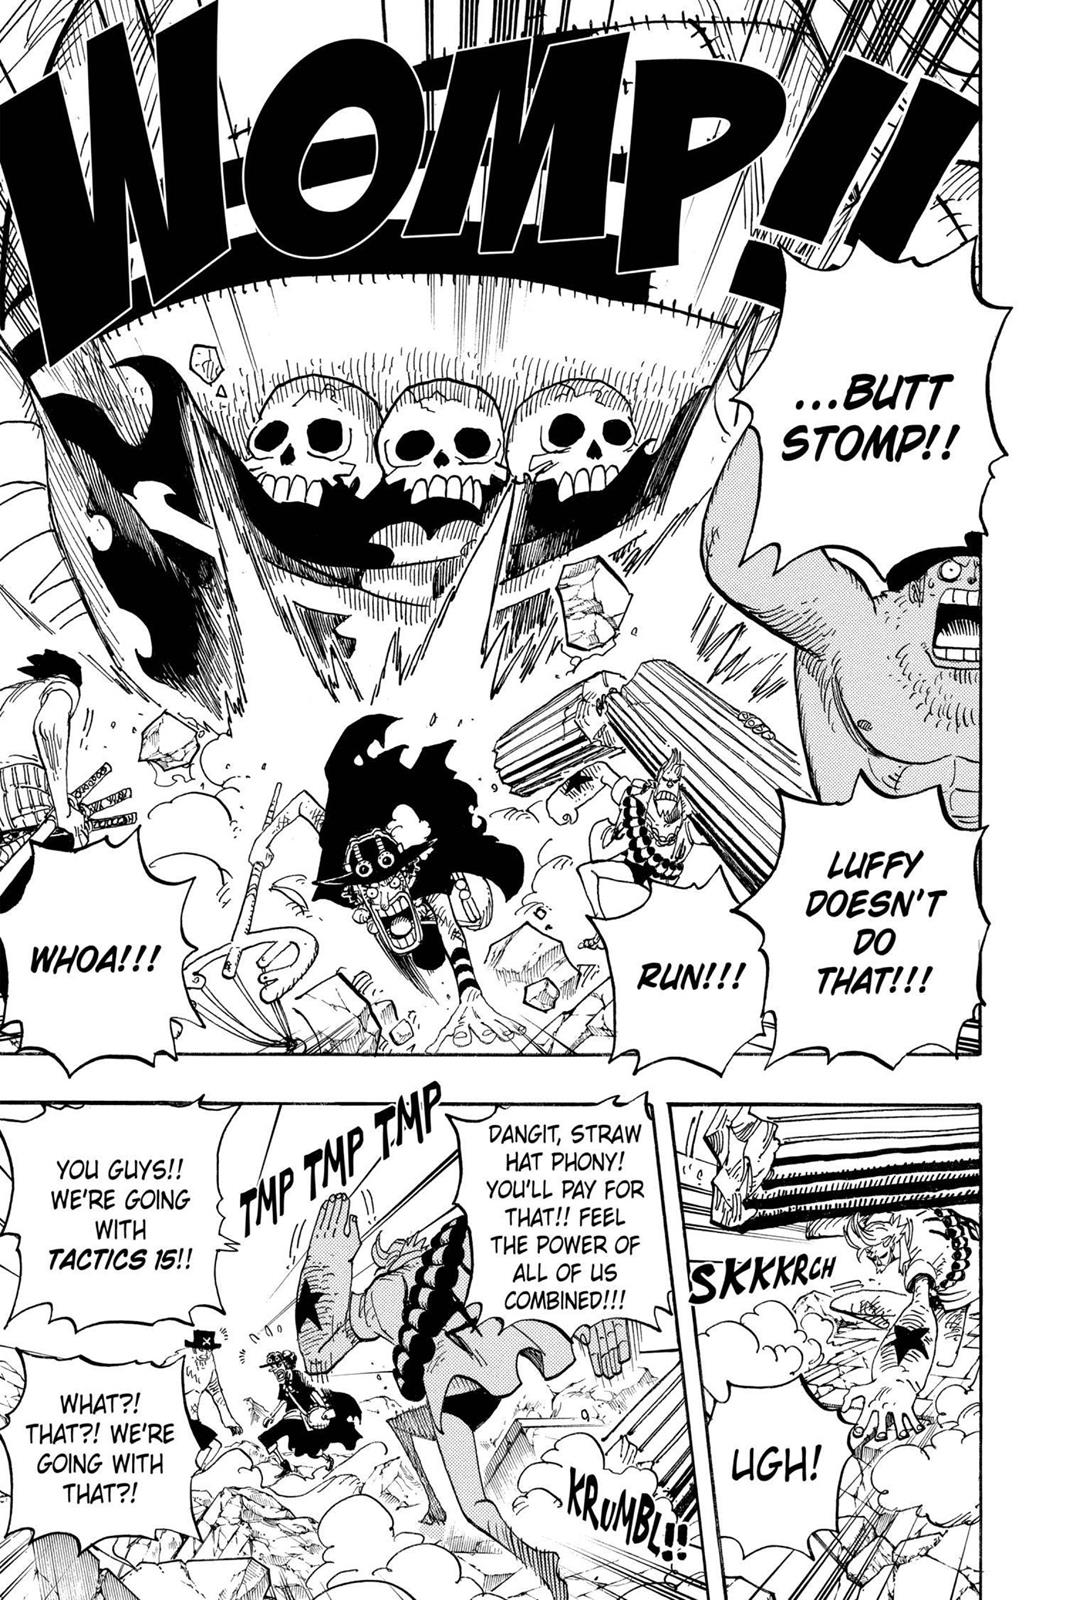 WOMP!!
...BUTT
STOMP!!
LUFFY
DOESN'T
DO
THAT!!!
RUN!!!
WHOA!!!
SKKKRCH
UGH!
DANGIT, STRAW
HAT PHONY!
YOU'LL PAY FOR
THAT!! FEEL
THE POWER OF
ALL OF US
COMBINED!!!
KRUMBL!!
TMP TMP TMP
YOU GUYS!!
WE'RE GOING
WITH
TACTICS 15!!
WHAT?!
THAT?! WE'RE
GOING WITH
THAT?!